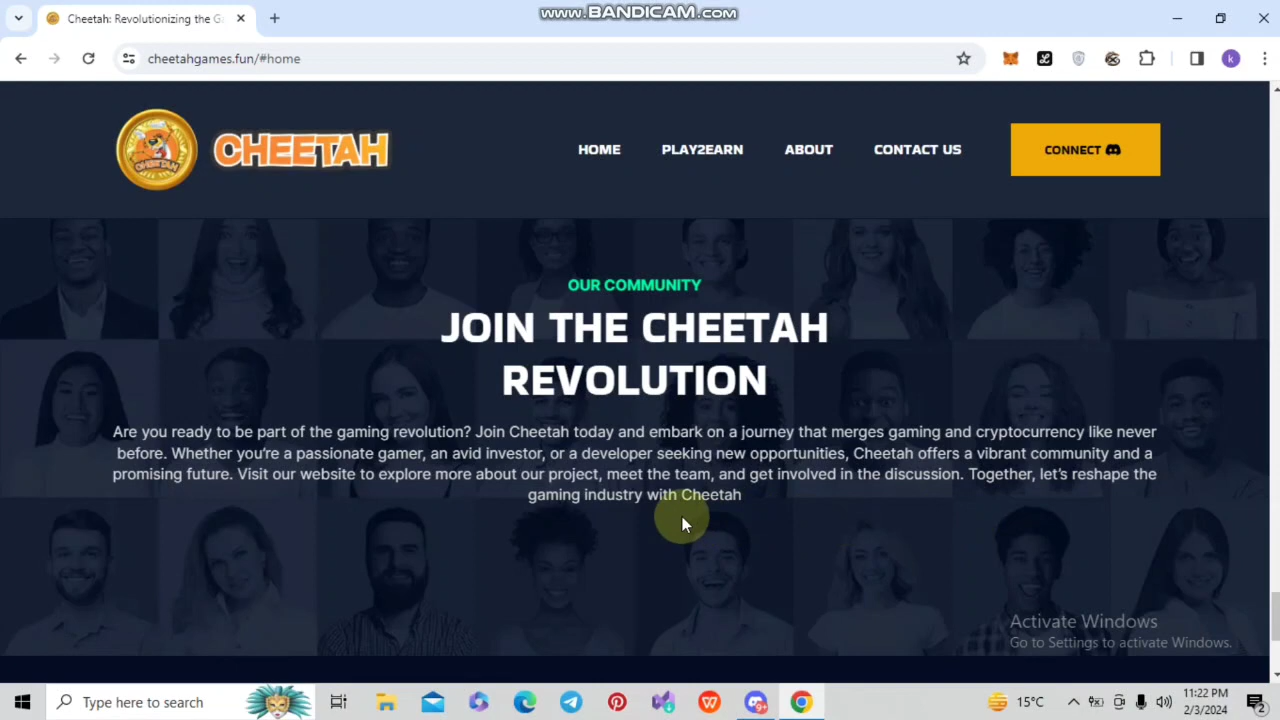 www.BANDICAM.com
Cheetah: Revolutionizing the G
cheetahgames.fun/#home
k
CHEETAH
CHEETAH
HOME
PLAY2EARN
ABOUT
CONTACT US
CONNECT
OUR COMMUNITY
JOIN THE CHEETAH
REVOLUTION
Are you ready to be part of the gaming revolution? Join Cheetah today and embark on a journey that merges gaming and cryptocurrency like never
before. Whether you're a passionate gamer, an avid investor, or a developer seeking new opportunities, Cheetah offers a vibrant community and a
promising future. Visit our website to explore more about our project, meet the team, and get involved in the discussion. Together, let's reshape the
gaming industry with Cheetah
Activate Windows
Go to Settings to activate Windows.
Type here to search
9+
15°C
11:22 PM
2/3/2024
2